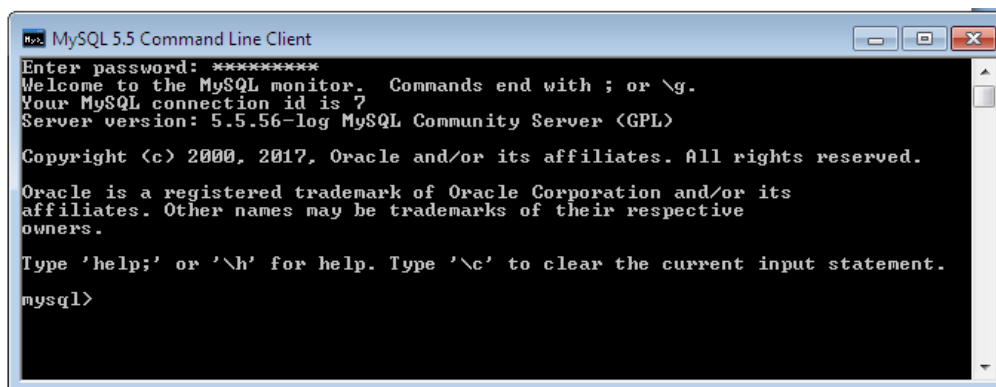 MySQL 5.5 Command Line Client
Enter password: *********
Welcome to the MySQL monitor.  Commands end with ; or \g.
Your MySQL connection id is 7
Server version: 5.5.56-log MySQL Community Server (GPL)
Copyright (c) 2000, 2017, Oracle and/or its affiliates. All rights reserved.
Oracle is a registered trademark of Oracle Corporation and/or its
affiliates. Other names may be trademarks of their respective
owners.
Type 'help;' or '\h' for help. Type '\c' to clear the current input statement.
mysql>